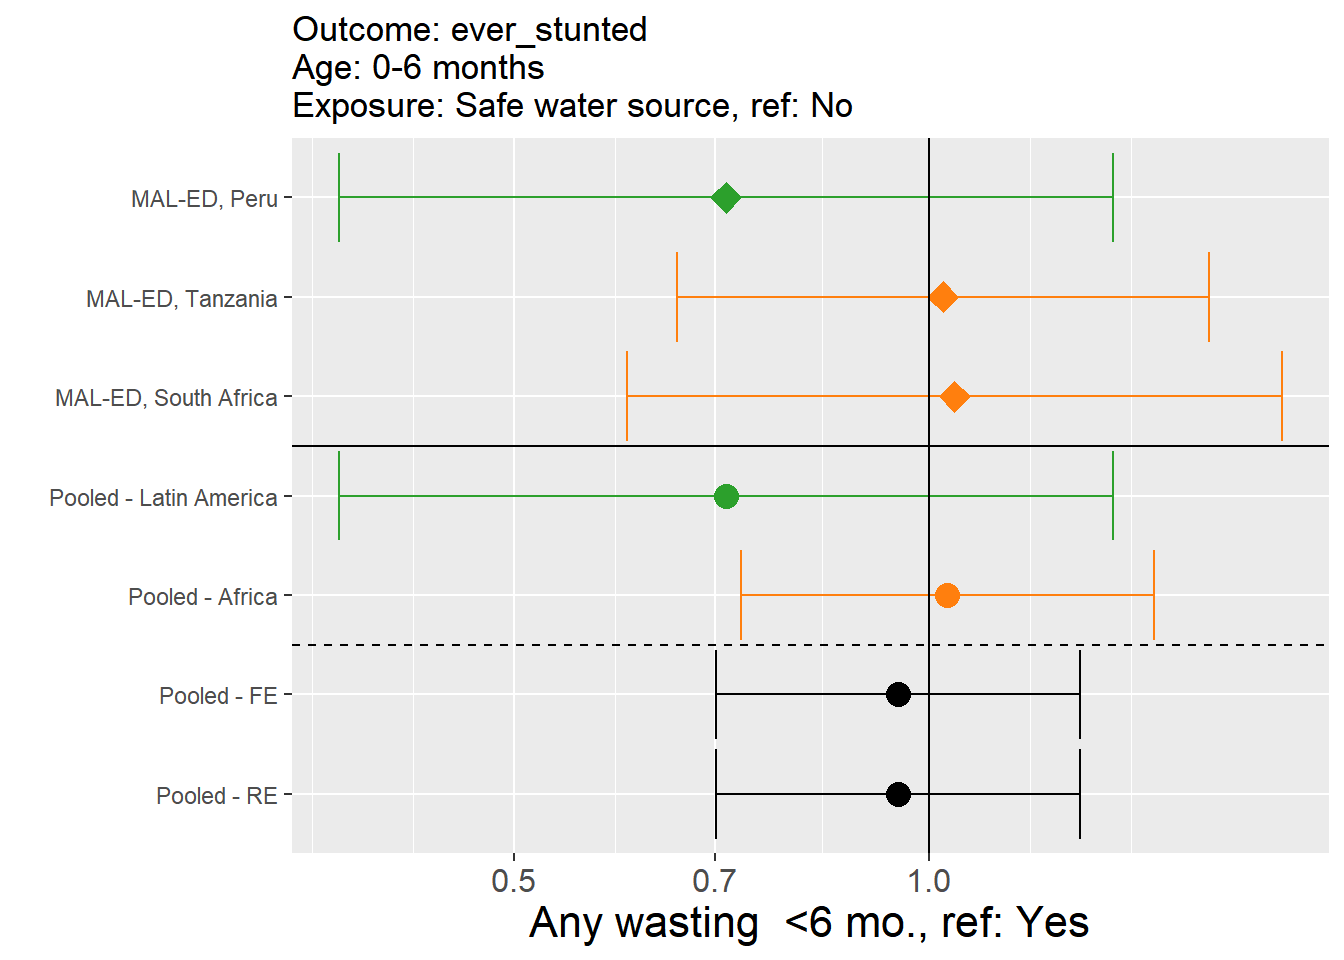 Outcome: ever_stunted
Age: 0-6 months
Exposure: Safe water source, ref: No
MAL-ED, Peru
MAL-ED, Tanzania
MAL-ED, South Africa
Pooled - Latin America
Pooled - Africa
Pooled - FE
Pooled - RE
0.5 0.7 1.0
Any wasting  <6 mo., ref: Yes